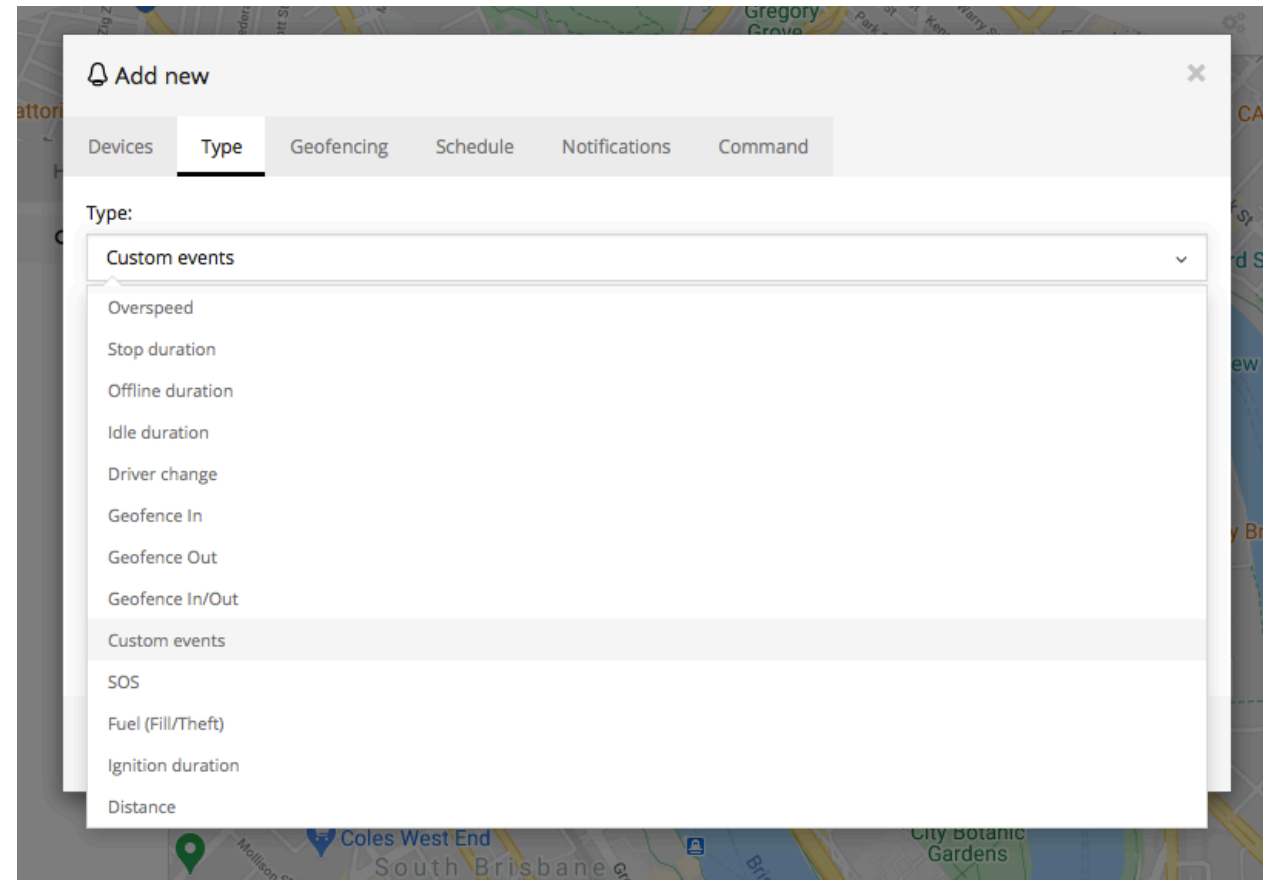 Gregory
Grove
Add new
Devices Type Geofencing Schedule Notifications Command
Type:
Custom events
Overspeed
Stop duration
Offline duration
Idle duration
Driver change
Geofence In
Geofence Out
Geofence In/Out
Custom events
SOS
Fuel (Fill/Theft)
Ignition duration
Distance
Coles West End
South Brisbane
City Botanic
Gardens